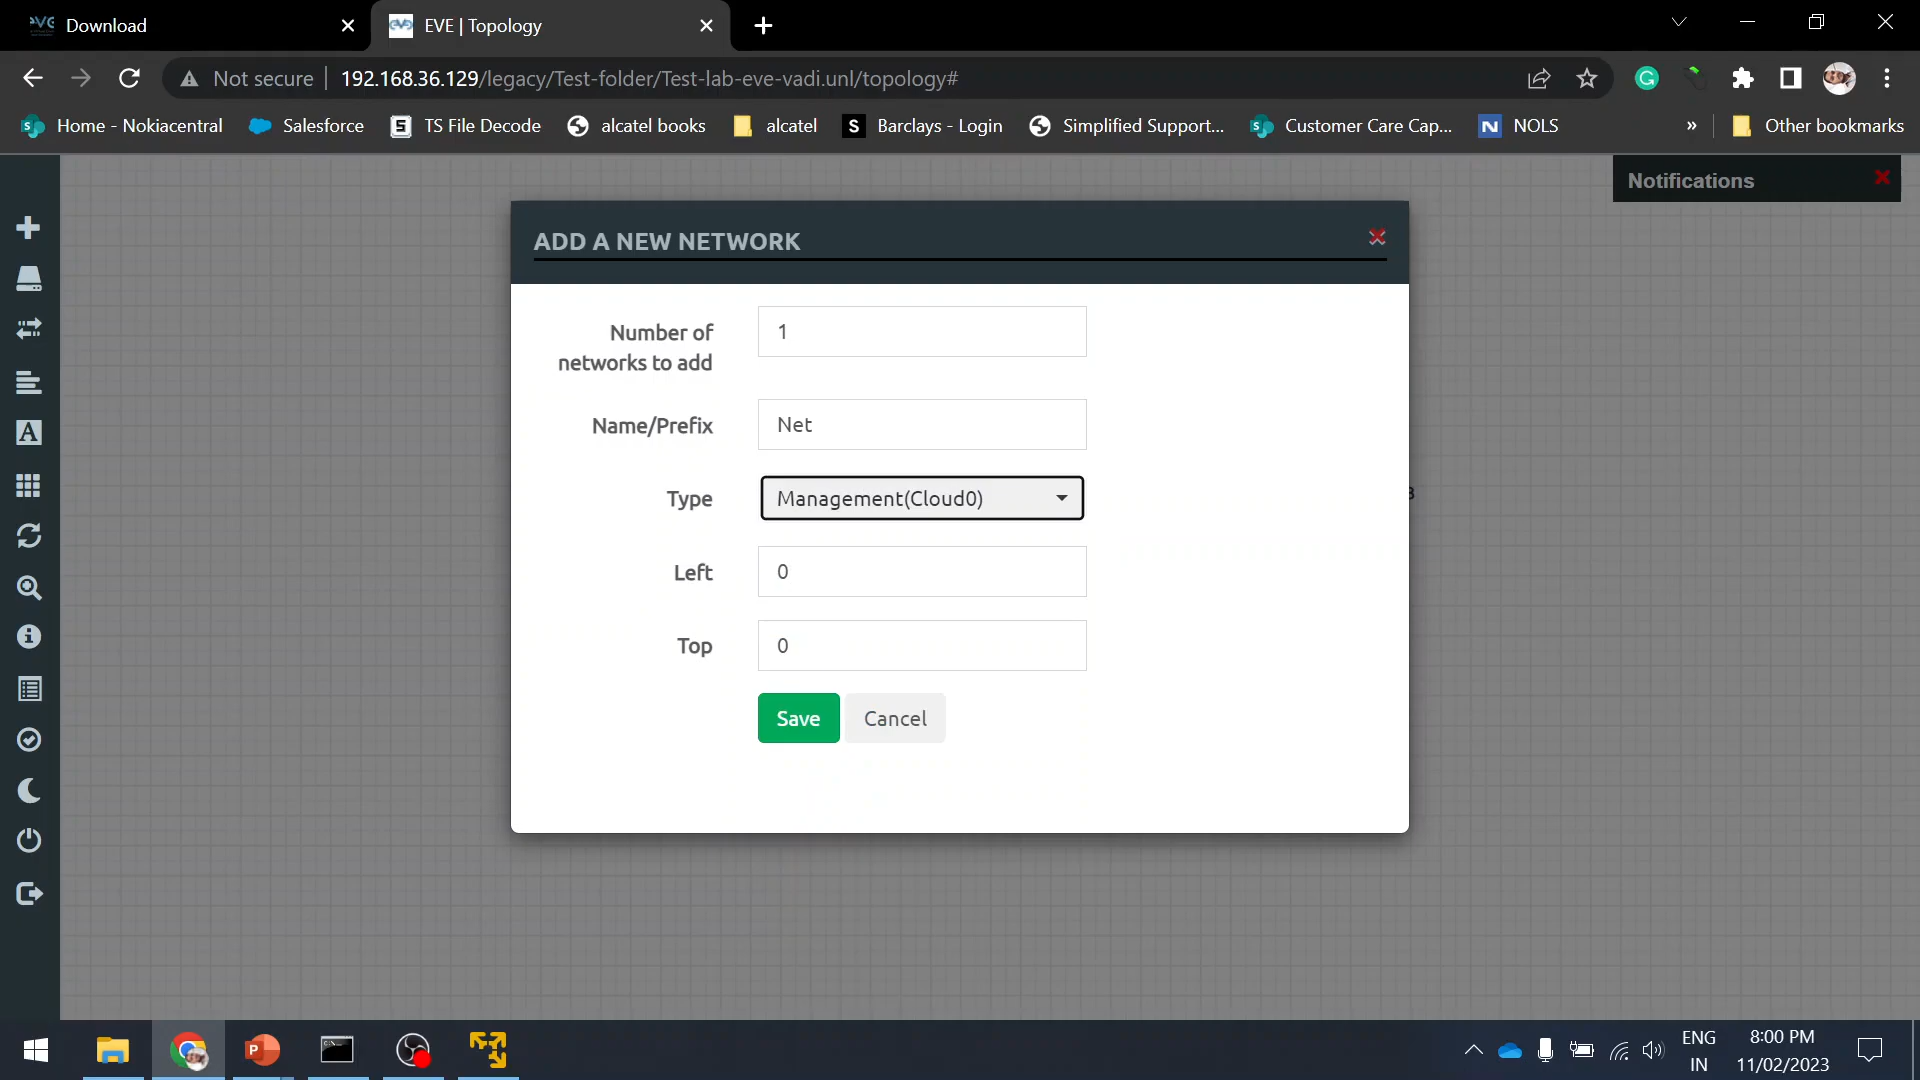 Download
EVE | Topology
Not secure
192.168.36.129/legacy/Test-folder/Test-lab-eve-vadi.unl/topology#
Home - Nokiacentral
Salesforce
TS File Decode
alcatel books
alcatel
Barclays - Login
Simplified Support...
Customer Care Cap...
NOLS
»
Other bookmarks
Notifications
ADD A NEW NETWORK
Number of
networks to add
1
Name/Prefix
Net
Type
Management(Cloud0)
Left
0
Top
0
Save
Cancel
ENG
IN
8:00 PM
11/02/2023